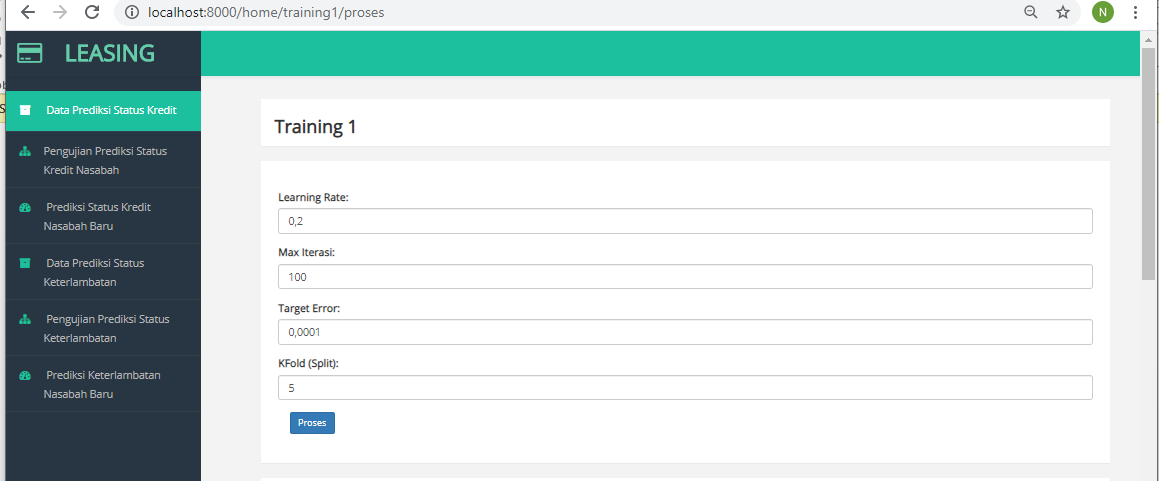 localhost:8000/home/training1/proses
N
LEASING
Data Prediksi Status Kredit
Pengujian Prediksi Status
Kredit Nasabah
Prediksi Status Kredit
Nasabah Baru
Data Prediksi Status
Keterlambatan
Pengujian Prediksi Status
Keterlambatan
Prediksi Keterlambatan
Nasabah Baru
Training 1
Learning Rate:
0,2
Max Iterasi:
100
Target Error:
0,0001
KFold (Split):
5
Proses